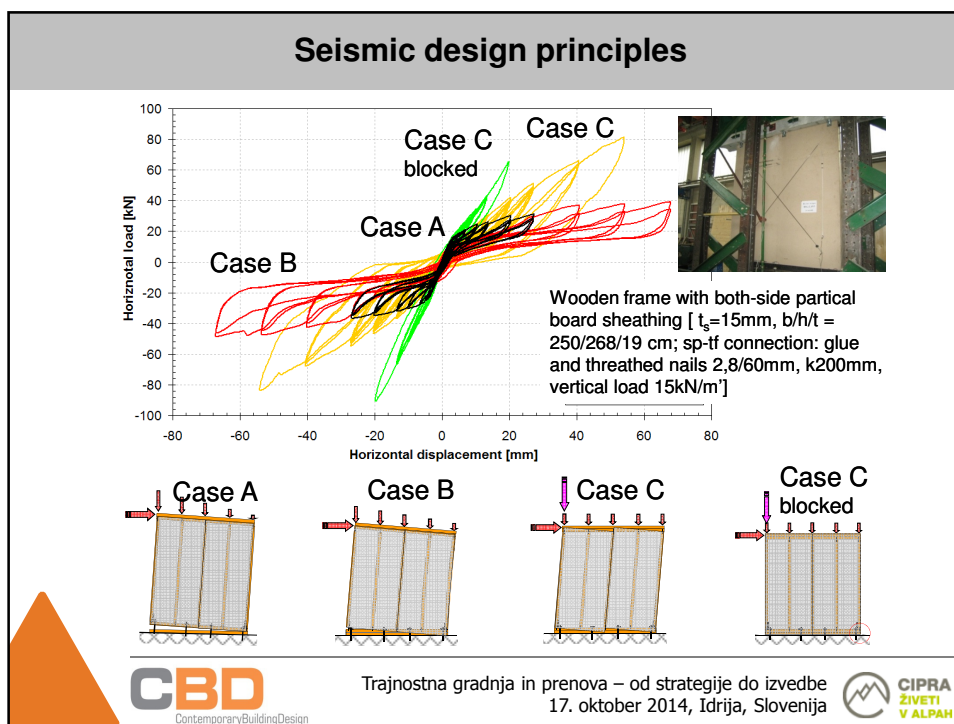 Seismic design principles
100
80
60
40
20
0
-20
-40
-60
-80
-100
Horiznotal load [kN]
-80
-60
-40
-20
0
20
40
60
80
Horizontal displacement [mm]
Case C
blocked
Case C
Case A
Case B
Wooden frame with both-side partical
board sheathing [ tₛ=15mm, b/h/t =
250/268/19 cm; sp-tf connection: glue
and threathed nails 2,8/60mm, k200mm,
vertical load 15kN/m']
Case A
Case B
Case C
Case C
blocked
CBD
ContemporaryBuildingDesign
Trajnostna gradnja in prenova – od strategije do izvedbe
17. oktober 2014, Idrija, Slovenija
CIPRA
ŽIVETI
V ALPAH